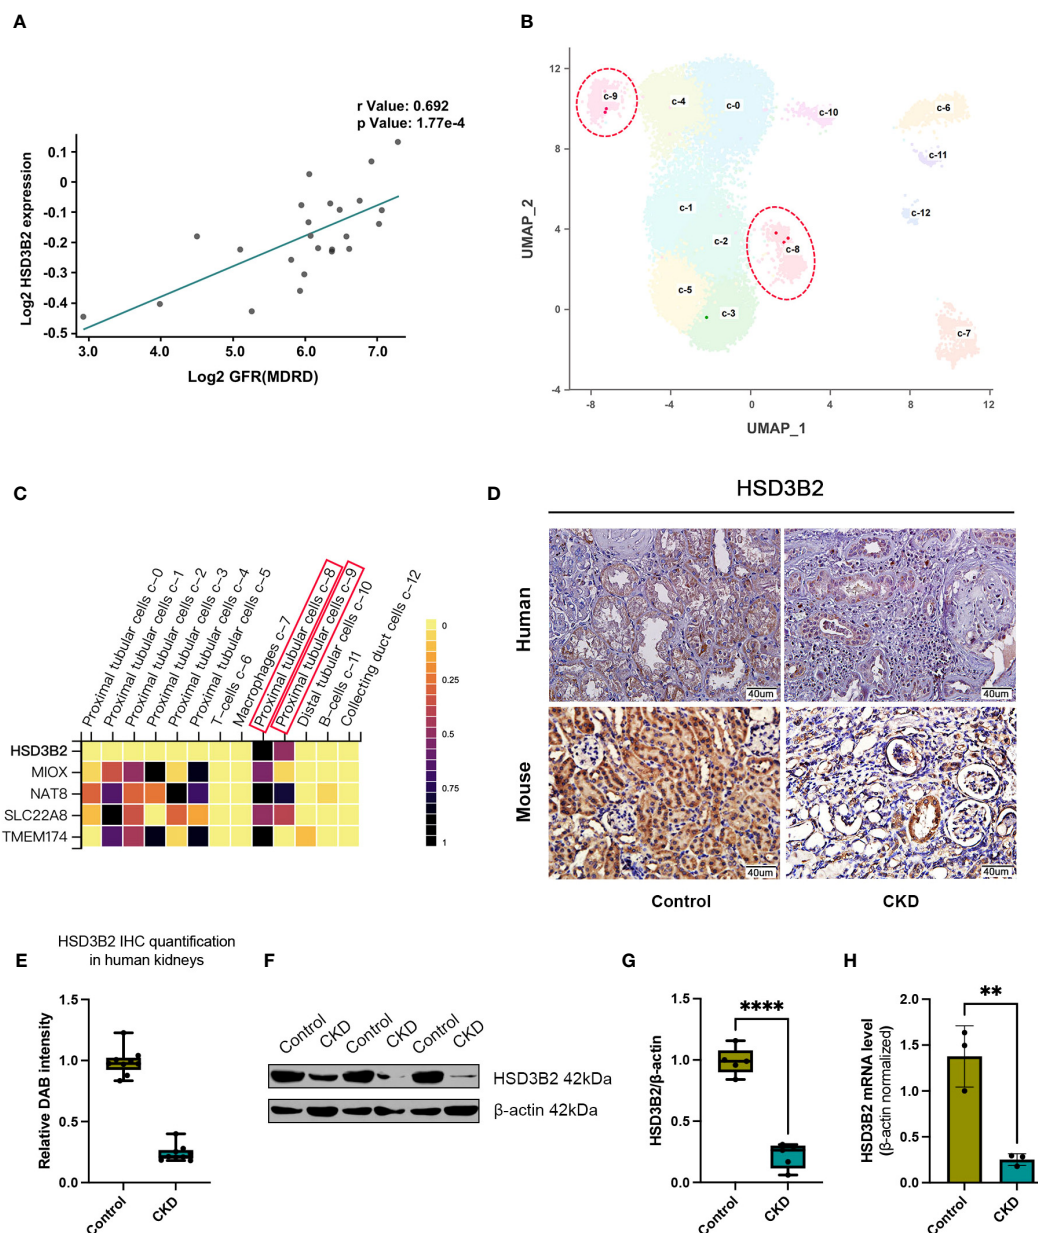 A
r Value: 0.692
p Value: 1.77e-4
Log2 HSD3B2 expression
0.1
0
-0.1
-0.2
-0.3
-0.4
-0.5
3.0
4.0
5.0
6.0
7.0
Log2 GFR(MDRD)
B
UMAP_2
12
8
4
0
-4
c-9
c-4
c-0
c-10
c-6
c-11
c-12
c-1
c-2
c-8
c-5
c-3
c-7
-8
-4
0
4
8
12
UMAP_1
C
Proximal tubular cells c-0
Proximal tubular cells c-1
Proximal tubular cells c-2
Proximal tubular cells c-3
Proximal tubular cells c-4
Proximal tubular cells c-5
T-cells c-6
Macrophages c-7
Proximal tubular cells c-8
Proximal tubular cells c-9
Distal tubular cells c-10
B-cells c-11
Collecting duct cells c-12
HSD3B2
MIOX
NAT8
SLC22A8
TMEM174
0
0.25
0.5
0.75
1
D
HSD3B2
Human
40um
40um
Mouse
40um
40um
Control
CKD
E
HSD3B2 IHC quantification
in human kidneys
Relative DAB intensity
1.5
1.0
0.5
0.0
Control
CKD
F
Control
CKD
Control
CKD
Control
CKD
HSD3B2 42kDa
β-actin 42kDa
G
HSD3B2/β-actin
1.5
1.0
0.5
0.0
****
Control
CKD
H
HSD3B2 mRNA level
(β-actin normalized)
2.0
1.5
1.0
0.5
0.0
**
Control
CKD